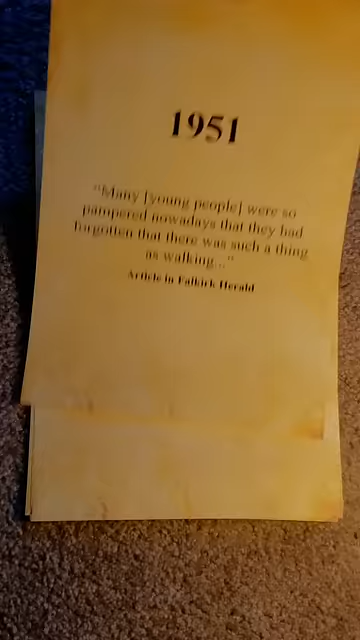 1951
"Many [young people] were so
pampered nowadays that they had
forgotten that there was such a thing
as walking..."
Article in Falkirk Herald